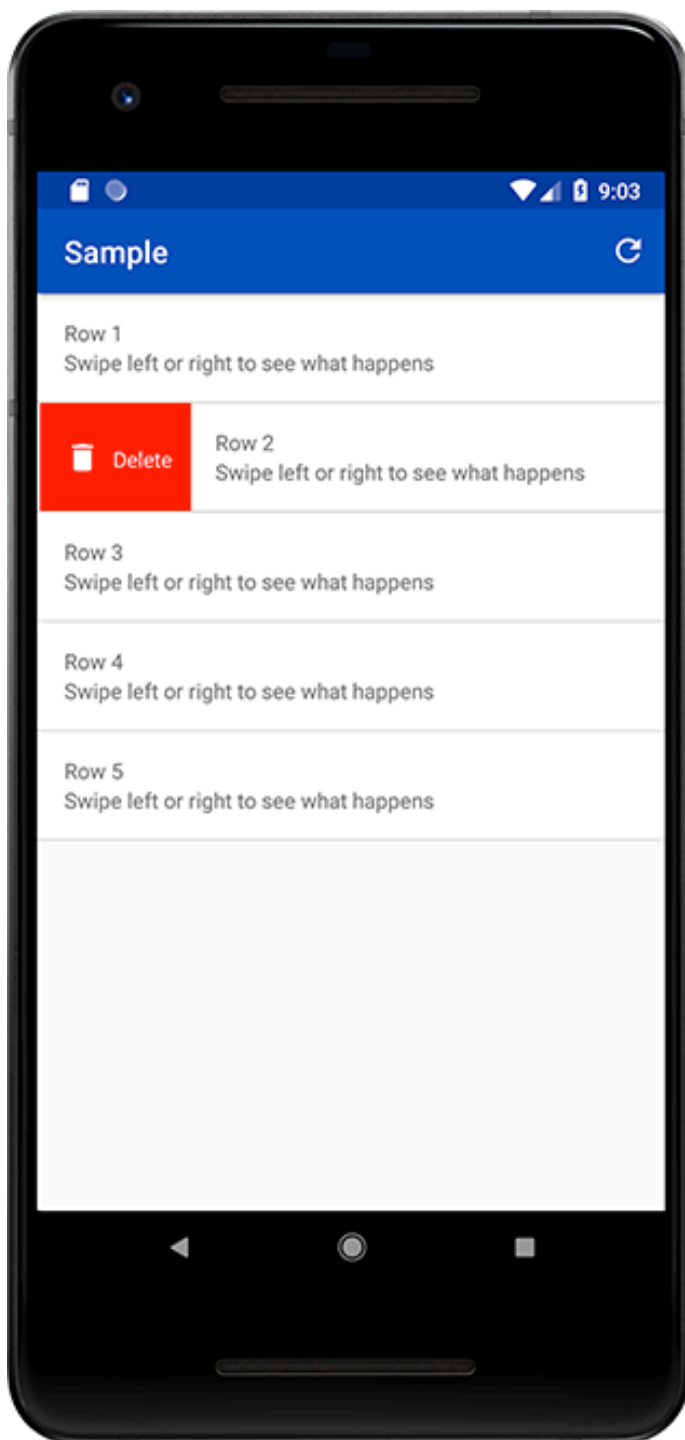 9:03
Sample
Row 1
Swipe left or right to see what happens
Delete
Row 2
Swipe left or right to see what happens
Row 3
Swipe left or right to see what happens
Row 4
Swipe left or right to see what happens
Row 5
Swipe left or right to see what happens